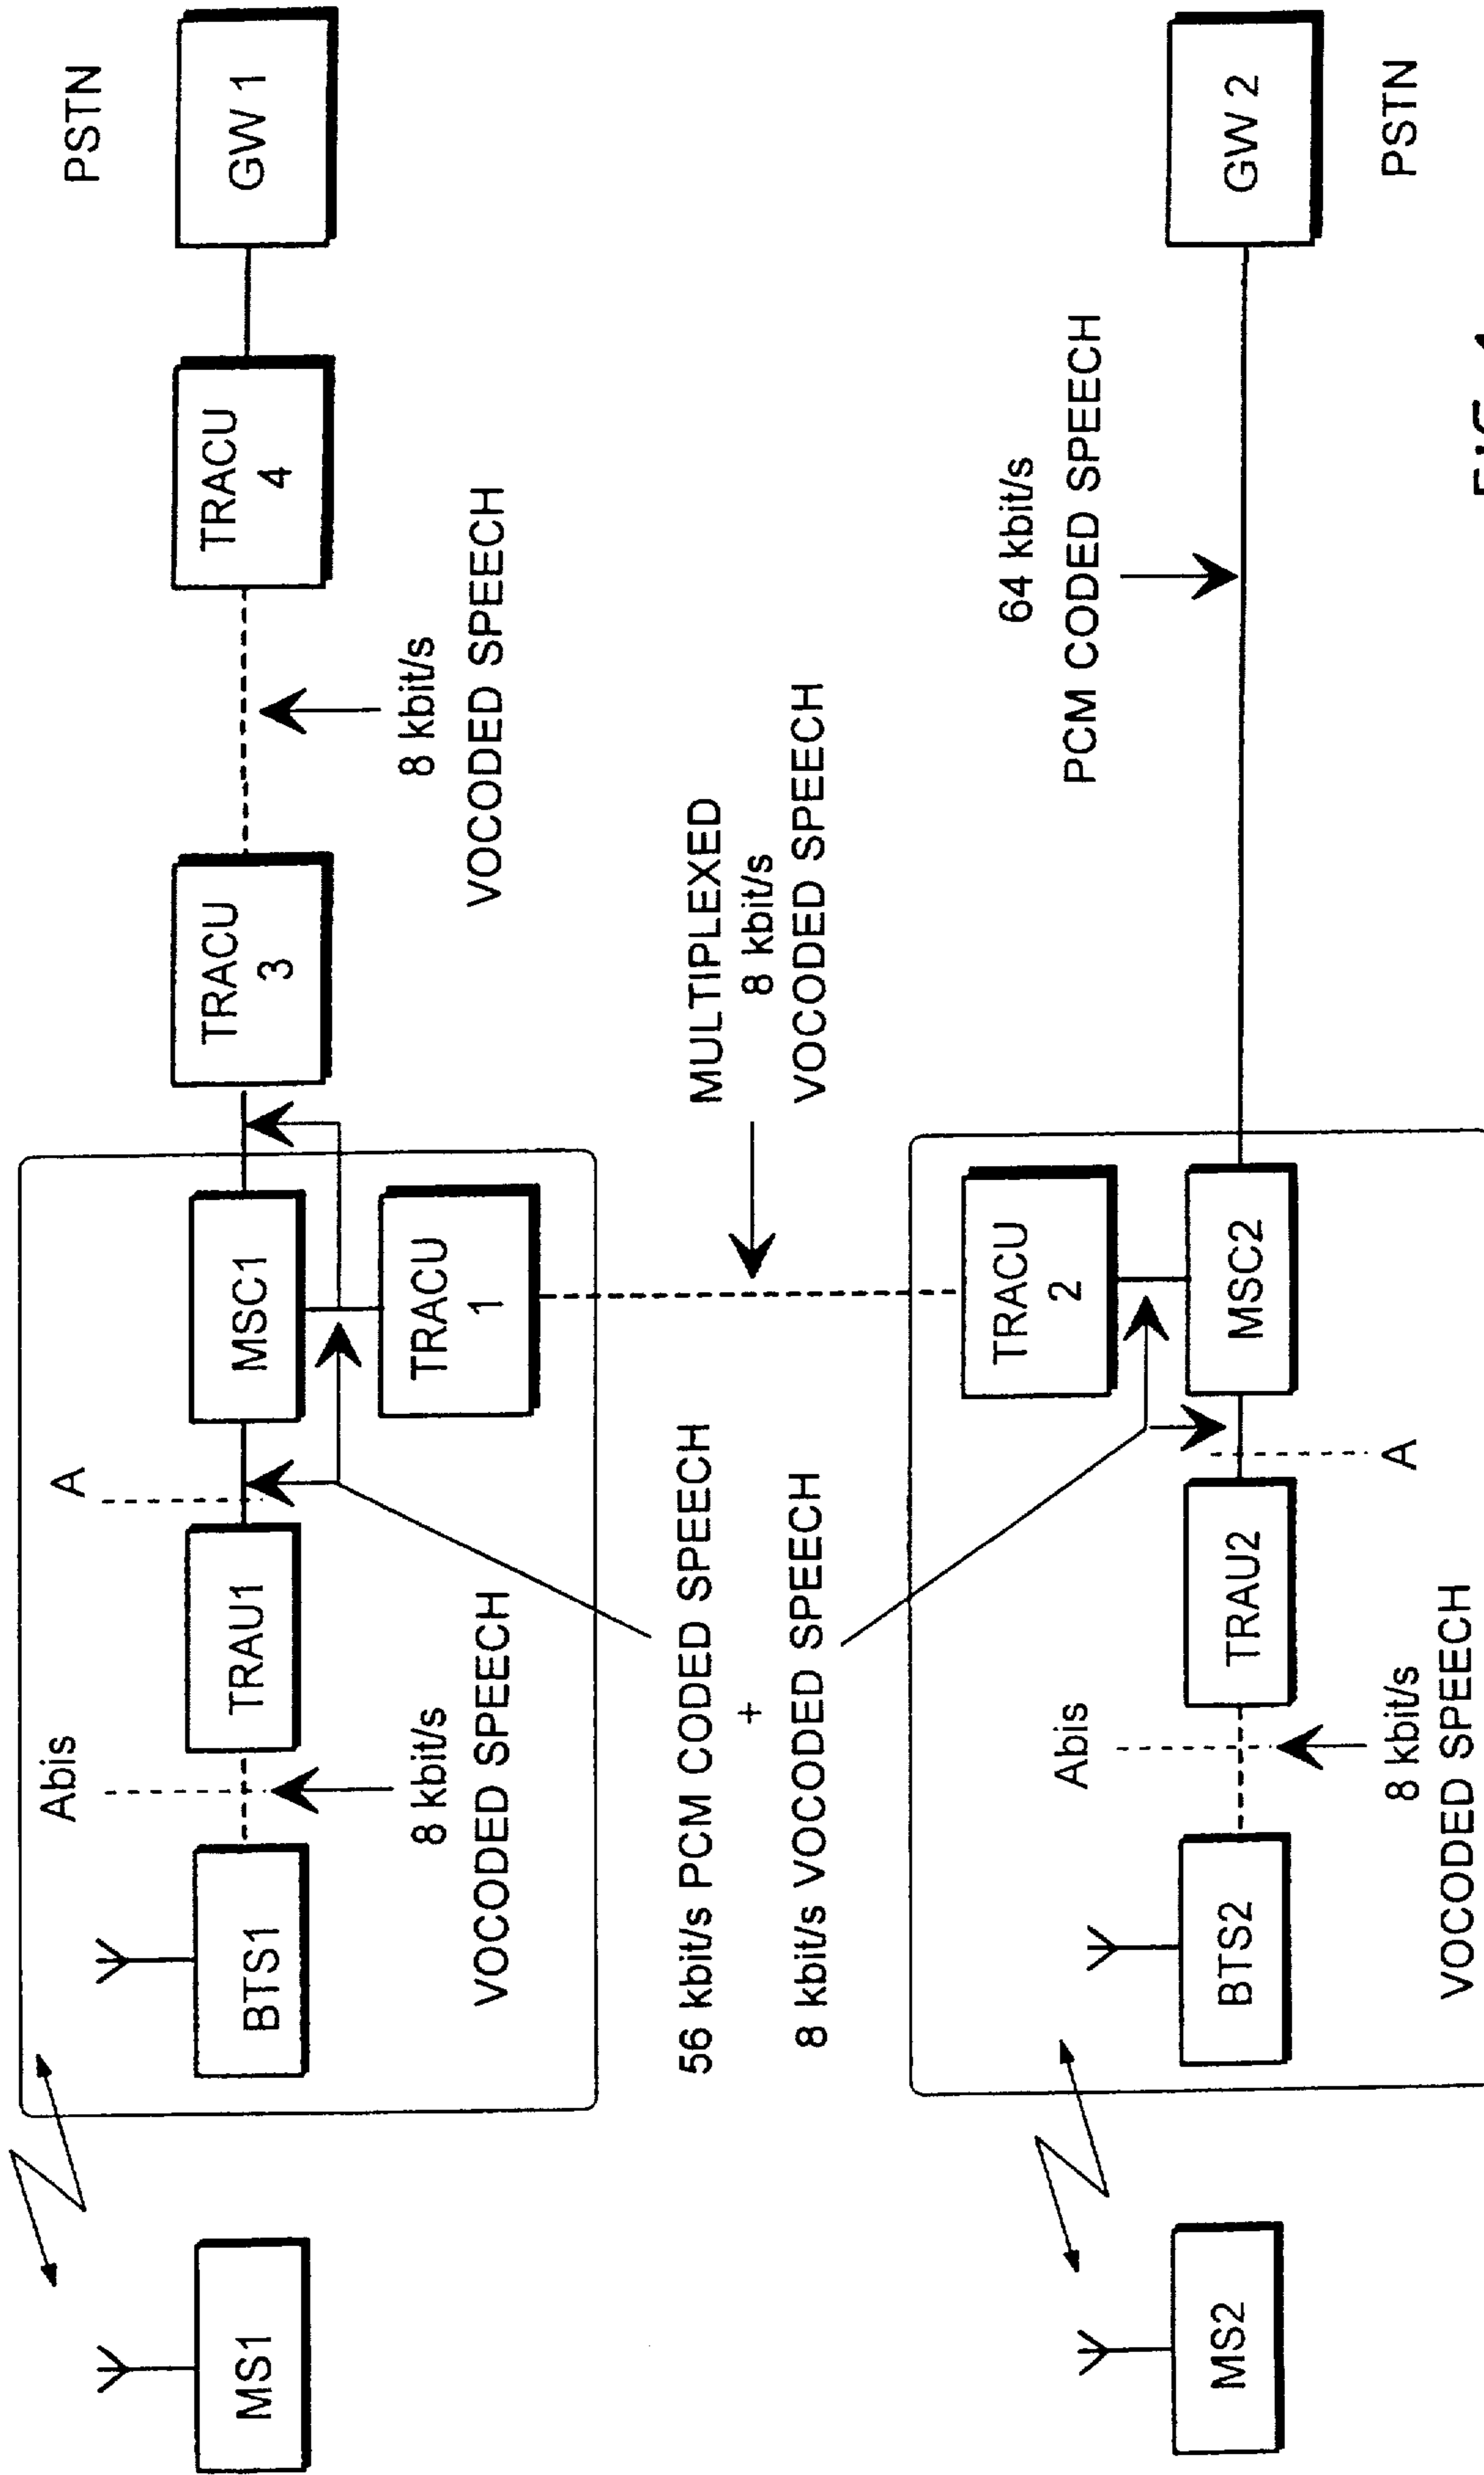 PSTN
GW 1
TRACU
4
8 kbit/s
VOCODED SPEECH
TRACU
3
MSC1
TRACU
1
A
TRAU1
Abis
8 kbit/s
VOCODED SPEECH
BTS1
MS1
MULTIPLEXED
8 kbit/s
VOCODED SPEECH
56 kbit/s PCM CODED SPEECH
+
8 kbit/s VOCODED SPEECH
64 kbit/s
PCM CODED SPEECH
GW 2
PSTN
TRACU
2
MSC2
A
TRAU2
Abis
8 kbit/s
VOCODED SPEECH
BTS2
MS2